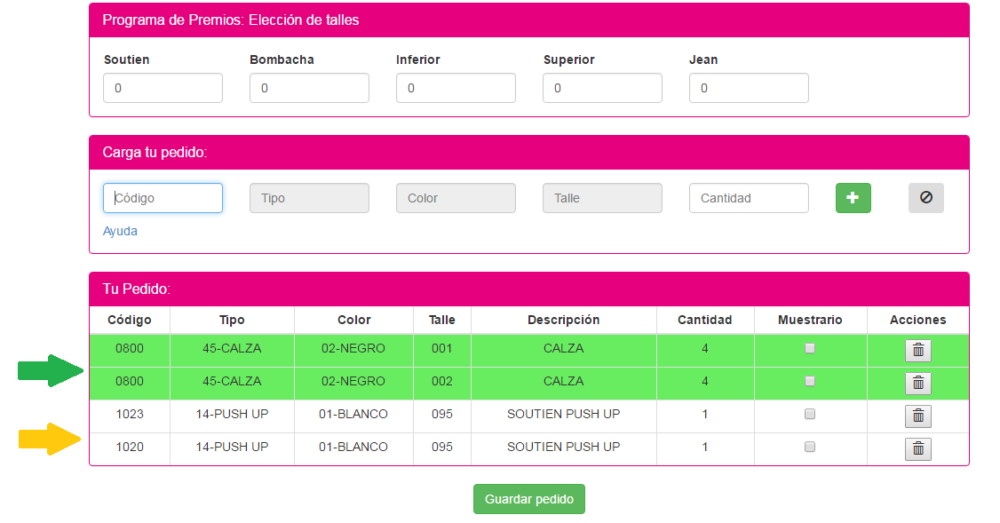 Programa de Premios: Elección de talles
Soutien Bombacha Inferior Superior Jean
0 0 0 0 0
Carga tu pedido:
Código Tipo Color Talle Cantidad
Ayuda
Tu Pedido:
Código Tipo Color Talle Descripción Cantidad Muestrario Acciones
0800 45-CALZA 02-NEGRO 001 CALZA 4
0800 45-CALZA 02-NEGRO 002 CALZA 4
1023 14-PUSH UP 01-BLANCO 095 SOUTIEN PUSH UP 1
1020 14-PUSH UP 01-BLANCO 095 SOUTIEN PUSH UP 1
Guardar pedido